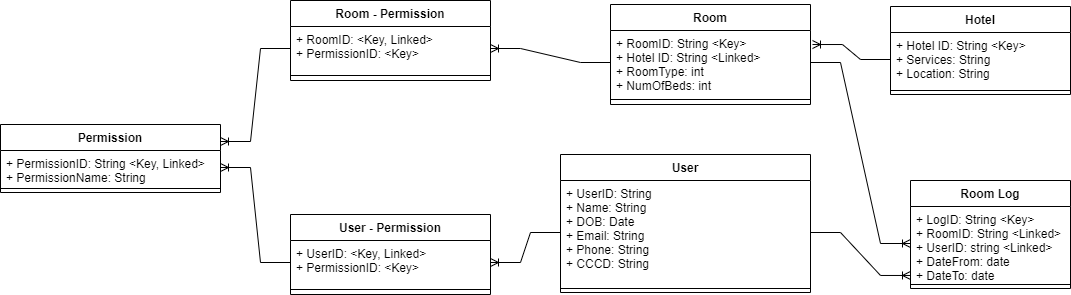 Room - Permission
+ RoomID: <Key, Linked>
+ PermissionID: <Key>
Room
+ RoomID: String <Key>
+ Hotel ID: String <Linked>
+ RoomType: int
+ NumOfBeds: int
Hotel
+ Hotel ID: String <Key>
+ Services: String
+ Location: String
Permission
+ PermissionID: String <Key, Linked>
+ PermissionName: String
User - Permission
+ UserID: <Key, Linked>
+ PermissionID: <Key>
User
+ UserID: String
+ Name: String
+ DOB: Date
+ Email: String
+ Phone: String
+ CCCD: String
Room Log
+ LogID: String <Key>
+ RoomID: String <Linked>
+ UserID: string <Linked>
+ DateFrom: date
+ DateTo: date